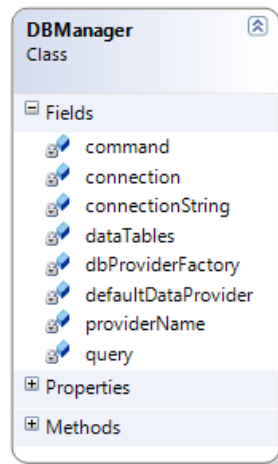 DBManager
Class
Fields
command
connection
connectionString
dataTables
dbProviderFactory
defaultDataProvider
providerName
query
Properties
Methods